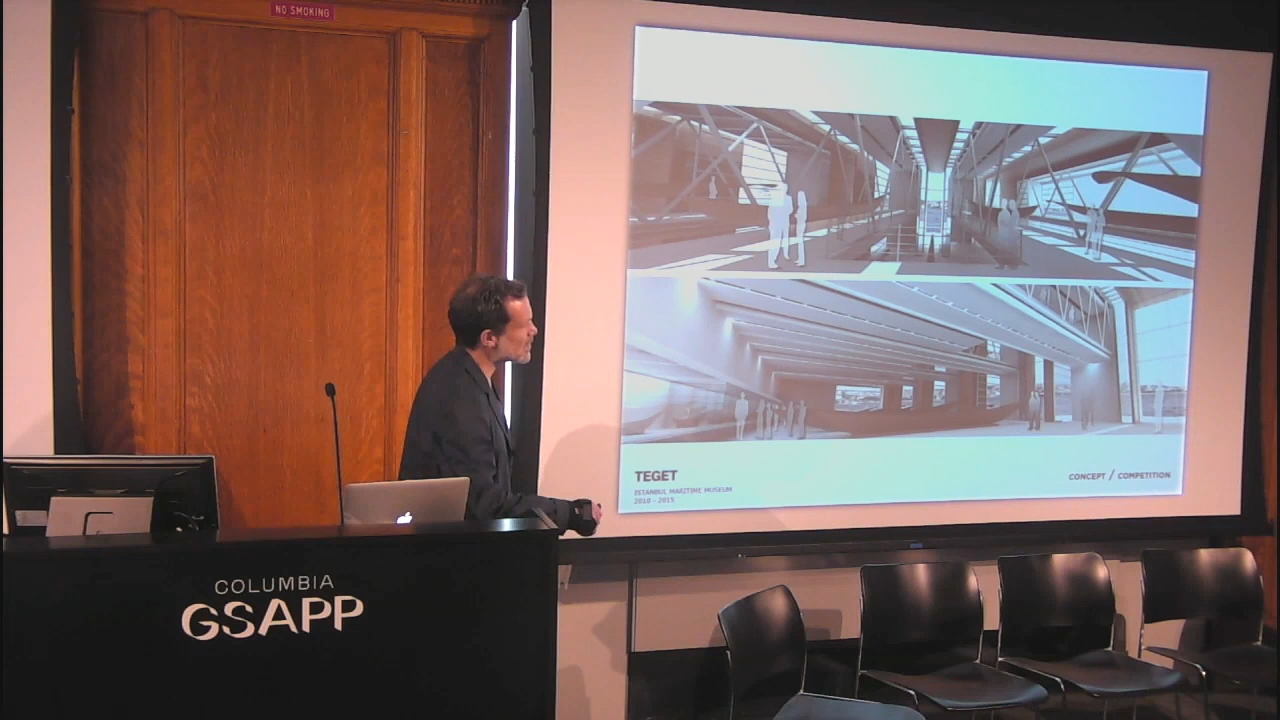 NO SMOKING
TEGET
ISTANBUL MARITIME MUSEUM
2010 - 2015
CONCEPT / COMPETITION
COLUMBIA
GSAPP